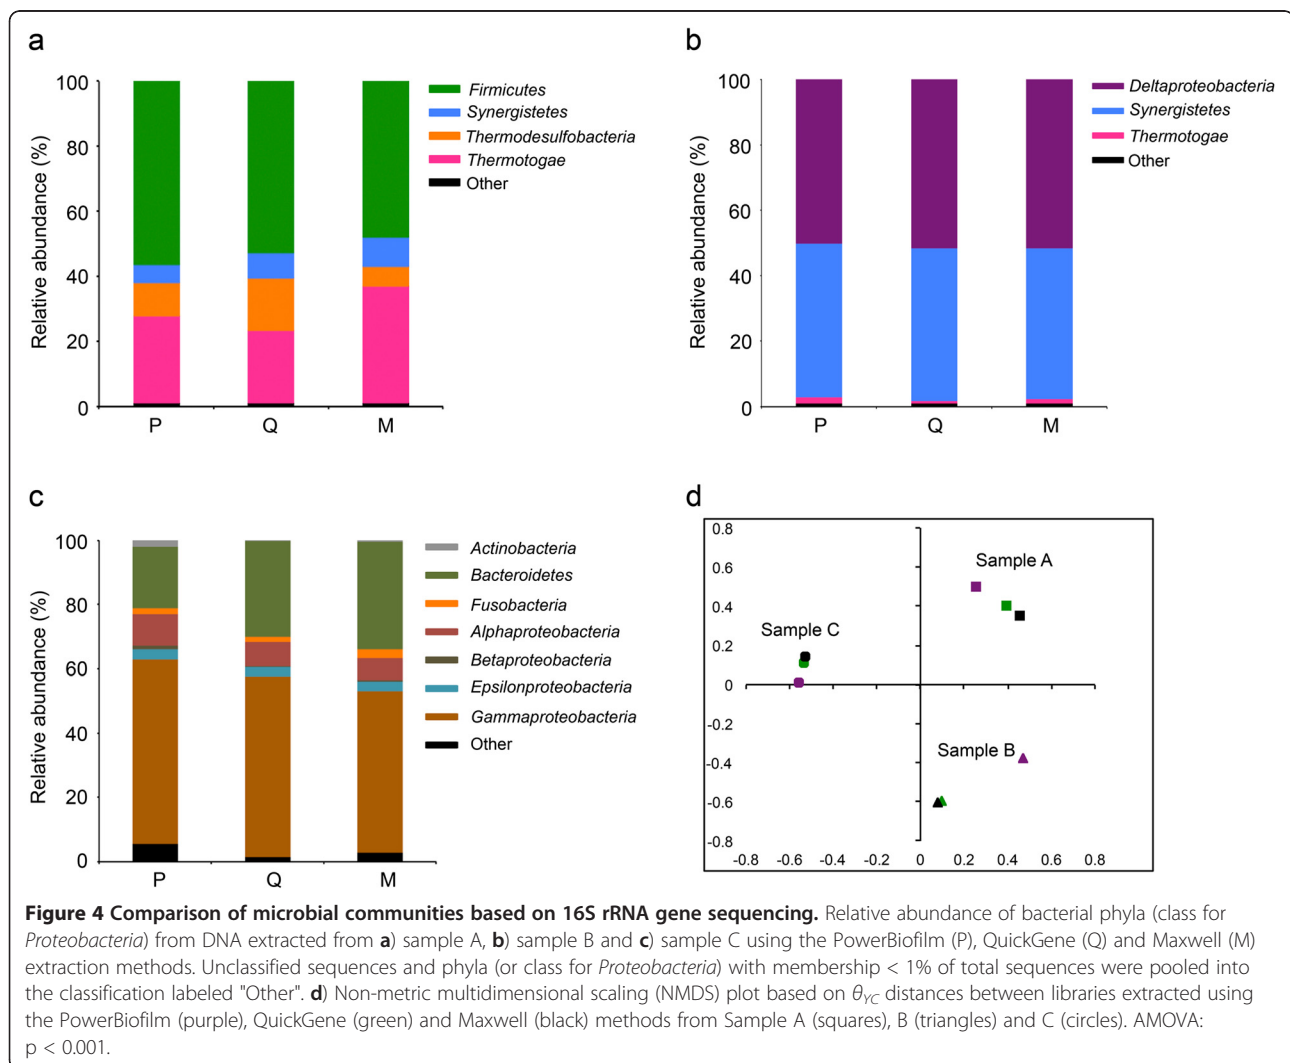 a
100
80
60
40
20
0
Relative abundance (%)
P Q M
Firmicutes
Synergistetes
Thermodesulfobacteria
Thermotogae
Other
b
100
80
60
40
20
0
Relative abundance (%)
P Q M
Deltaproteobacteria
Synergistetes
Thermotogae
Other
c
100
80
60
40
20
0
Relative abundance (%)
P Q M
Actinobacteria
Bacteroidetes
Fusobacteria
Alphaproteobacteria
Betaproteobacteria
Epsilonproteobacteria
Gammaproteobacteria
Other
d
0.8
0.6
0.4
0.2
0
-0.2
-0.4
-0.6
-0.8
-0.8 -0.6 -0.4 -0.2 0 0.2 0.4 0.6 0.8
Sample A
Sample C
Sample B
Figure 4 Comparison of microbial communities based on 16S rRNA gene sequencing. Relative abundance of bacterial phyla (class for
Proteobacteria) from DNA extracted from a) sample A, b) sample B and c) sample C using the PowerBiofilm (P), QuickGene (Q) and Maxwell (M)
extraction methods. Unclassified sequences and phyla (or class for Proteobacteria) with membership < 1% of total sequences were pooled into
the classification labeled "Other". d) Non-metric multidimensional scaling (NMDS) plot based on θYC distances between libraries extracted using
the PowerBiofilm (purple), QuickGene (green) and Maxwell (black) methods from Sample A (squares), B (triangles) and C (circles). AMOVA:
p < 0.001.